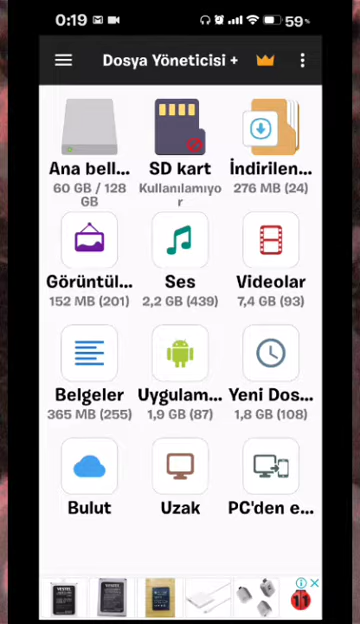 0:19 59%
Dosya Yöneticisi +
Ana bell... SD kart İndirilen...
60 GB / 128 GB Kullanılamıyor 276 MB (24)
Görüntül... Ses Videolar
152 MB (201) 2,2 GB (439) 7,4 GB (93)
Belgeler Uygulam... Yeni Dos...
365 MB (255) 1,9 GB (87) 1,8 GB (108)
Bulut Uzak PC'den e...